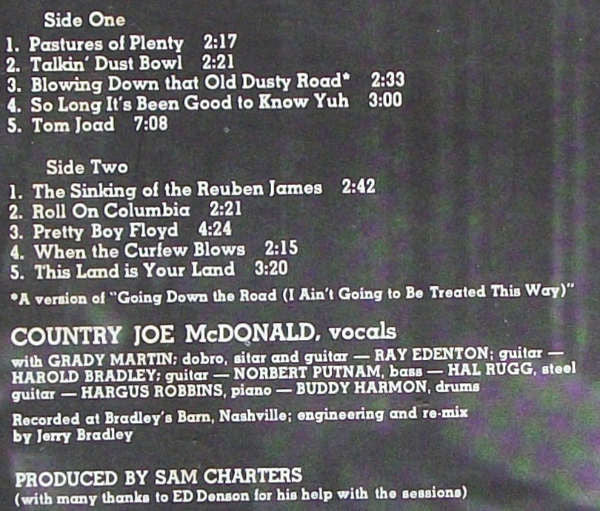 Side One
1. Pastures of Plenty 2:17
2. Talkin' Dust Bowl 2:21
3. Blowing Down that Old Dusty Road* 2:33
4. So Long It's Been Good to Know Yuh 3:00
5. Tom Joad 7:08
Side Two
1. The Sinking of the Reuben James 2:42
2. Roll On Columbia 2:21
3. Pretty Boy Floyd 4:24
4. When the Curfew Blows 2:15
5. This Land is Your Land 3:20
*A version of "Going Down the Road (I Ain't Going to Be Treated This Way)"
COUNTRY JOE McDONALD, vocals
with GRADY MARTIN; dobro, sitar and guitar — RAY EDENTON; guitar —
HAROLD BRADLEY; guitar — NORBERT PUTNAM, bass — HAL RUGG, steel
guitar — HARGUS ROBBINS, piano — BUDDY HARMON, drums
Recorded at Bradley's Barn, Nashville; engineering and re-mix
by Jerry Bradley
PRODUCED BY SAM CHARTERS
(with many thanks to ED Denson for his help with the sessions)